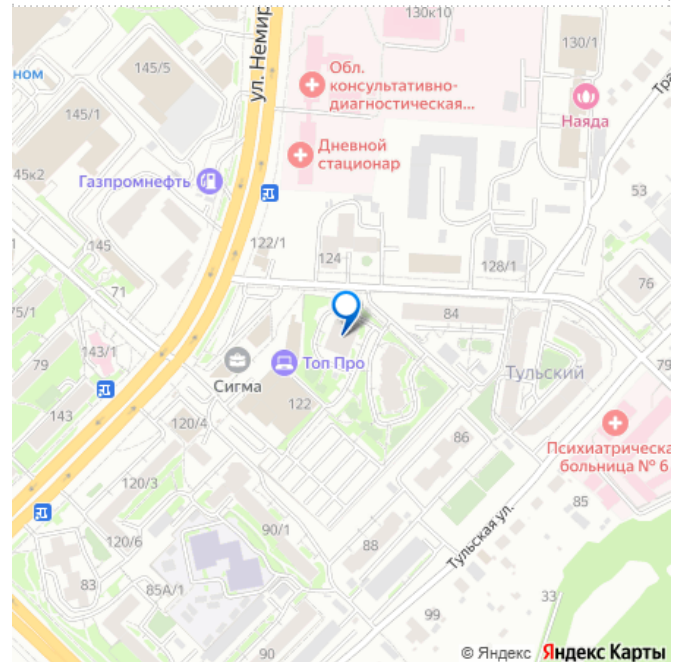 130к10
ул. Немир
ном
145/5
130/1
Тра
Обл.
консультативно-
диагностическая...
Наяда
145/1
Дневной
стационар
45к2
Газпромнефть
53
145
122/1
124
128/1
76
71
75/1
84
143/1
79
79
Сигма
Топ Про
Тульский
143
122
120/4
86
Психиатрическа
больница № 6
120/3
85
90/1
Тульская ул.
120/6
88
83
85А/1
33
99
90
© Яндекс Яндекс Карты